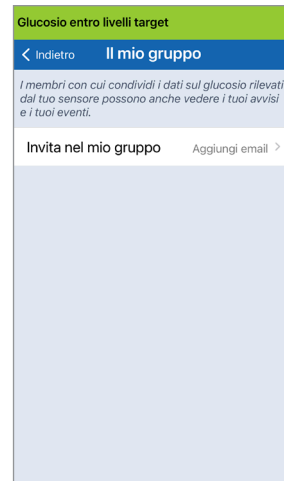 Glucosio entro livelli target
Indietro Il mio gruppo
I membri con cui condividi i dati sul glucosio rilevati
dal tuo sensore possono anche vedere i tuoi avvisi
e i tuoi eventi.
Invita nel mio gruppo Aggiungi email